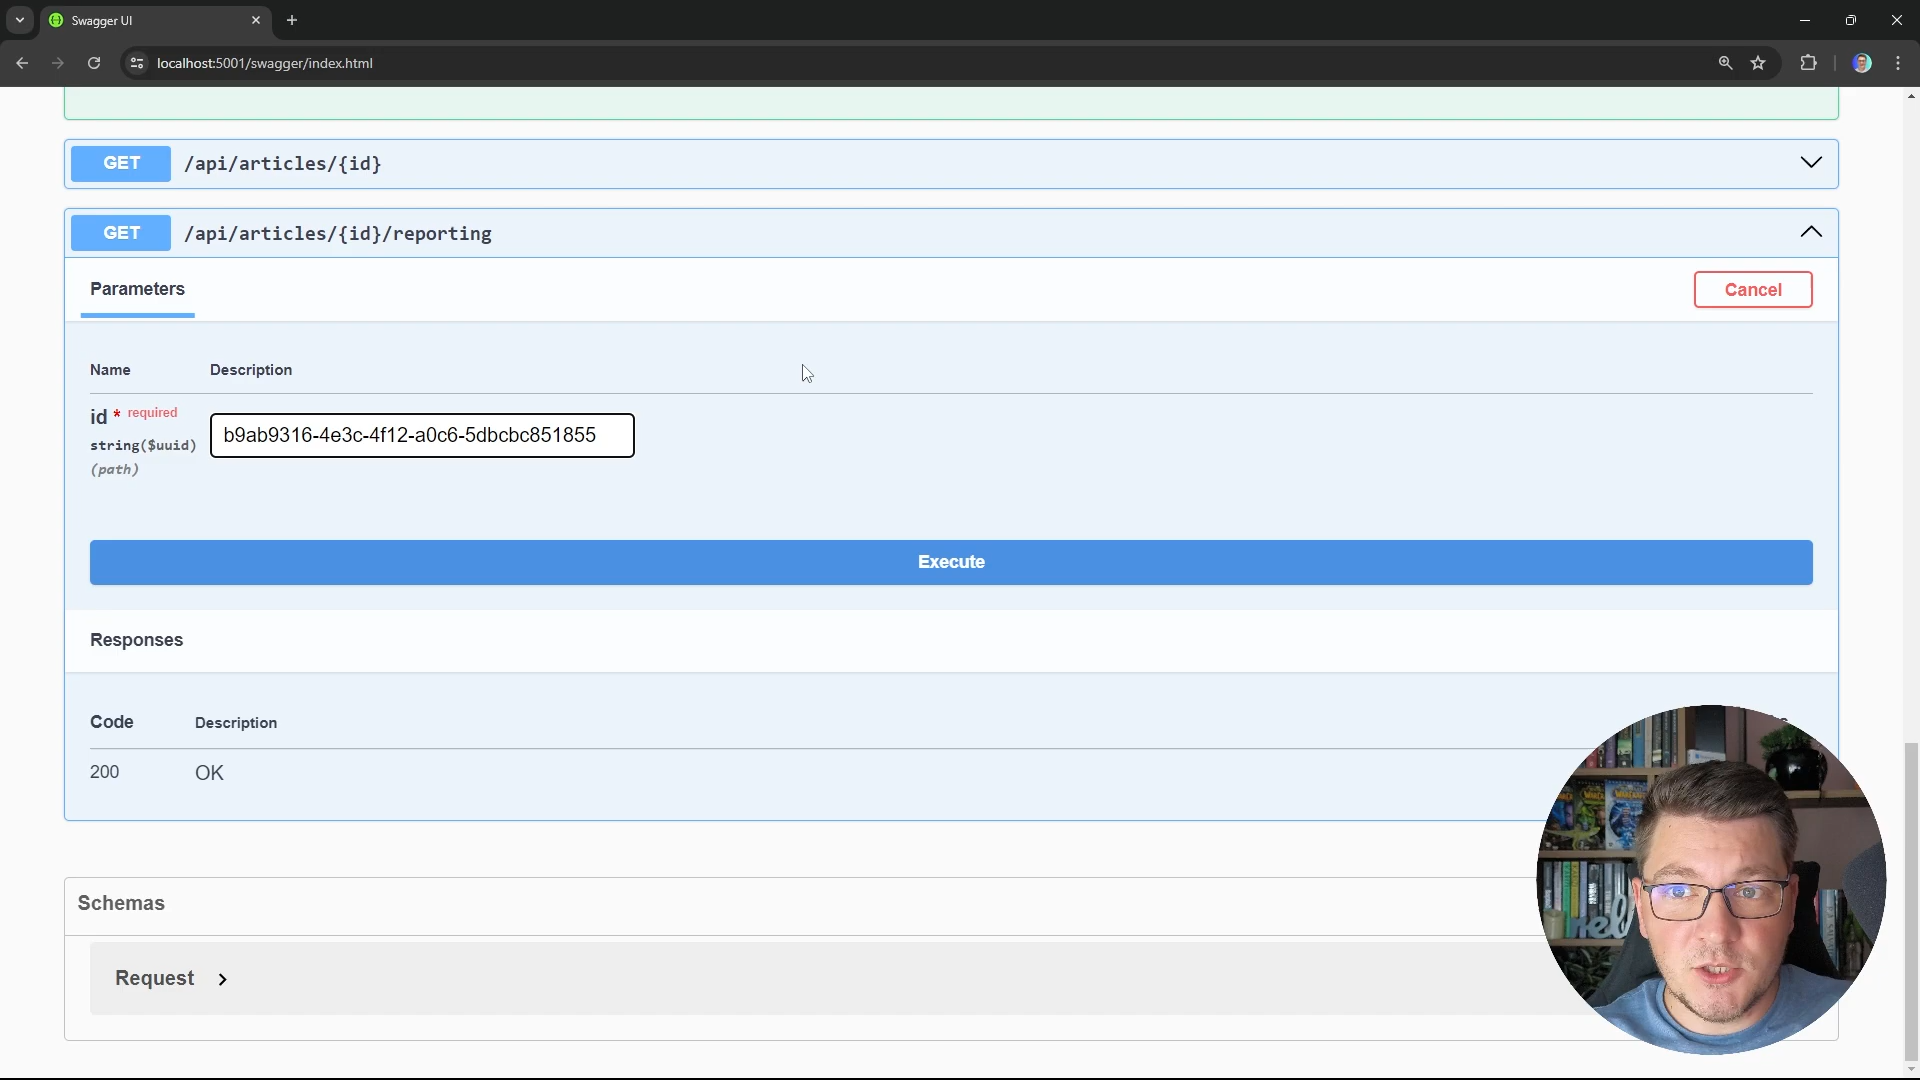 Swagger UI
localhost:5001/swagger/index.html
GET /api/articles/{id}
GET /api/articles/{id}/reporting
Parameters
Cancel
Name Description
id * required
string($uuid)
(path)
b9ab9316-4e3c-4f12-a0c6-5dbcbc851855
Execute
Responses
Code Description
200 OK
Schemas
Request